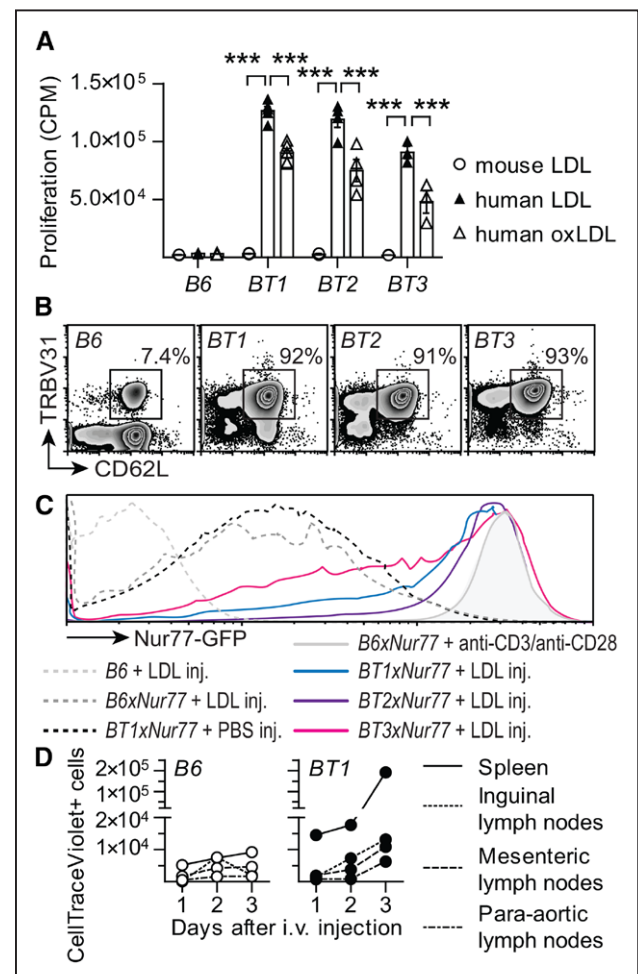 A
*** *** *** *** *** ***
Proliferation (CPM)
1.5×10⁵
1.0×10⁵
5.0×10⁴
mouse LDL
human LDL
human oxLDL
B6 BT1 BT2 BT3
B
B6 BT1 BT2 BT3
7.4% 92% 91% 93%
TRBV31
CD62L
C
Nur77-GFP
B6xNur77 + anti-CD3/anti-CD28
B6 + LDL inj.
BT1xNur77 + LDL inj.
B6xNur77 + LDL inj.
BT2xNur77 + LDL inj.
BT1xNur77 + PBS inj.
BT3xNur77 + LDL inj.
D
CellTraceViolet+ cells
B6 BT1
2×10⁵
1×10⁵
2×10⁴
1×10⁴
1 2 3 1 2 3
Days after i.v. injection
Spleen
Inguinal
lymph nodes
Mesenteric
lymph nodes
Para-aortic
lymph nodes